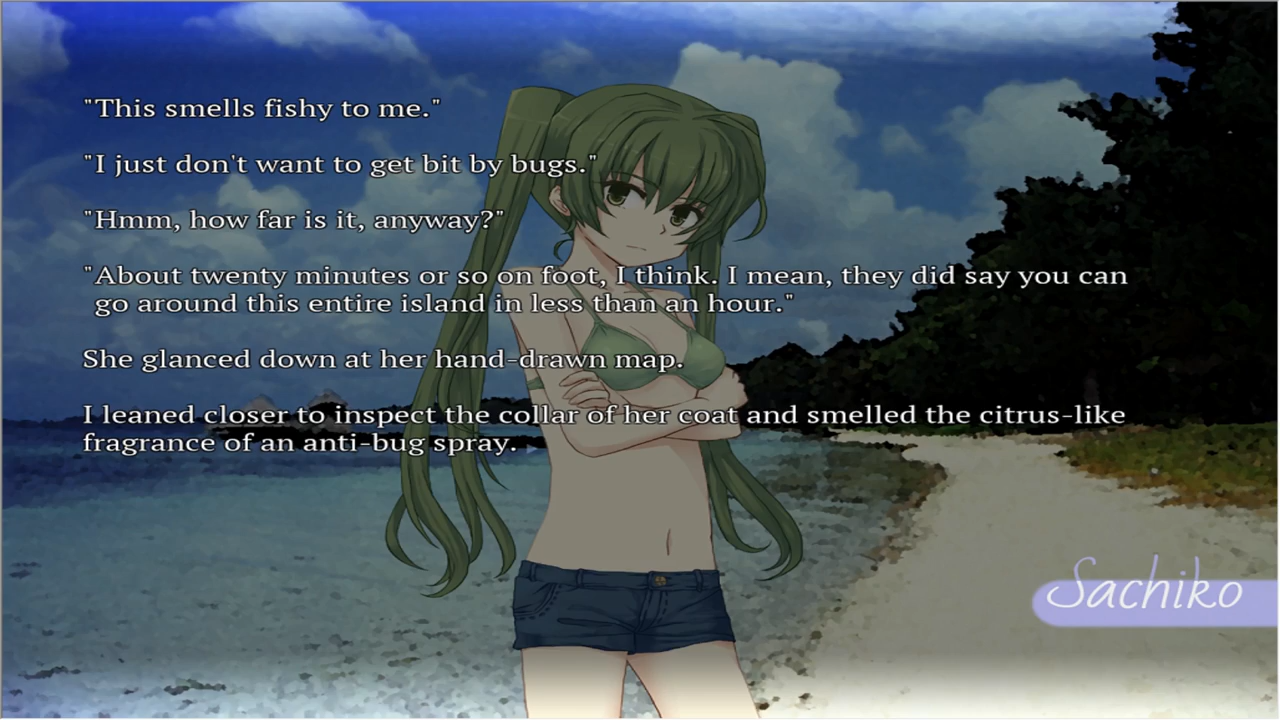 "This smells fishy to me."
"I just don't want to get bit by bugs."
"Hmm, how far is it, anyway?"
"About twenty minutes or so on foot, I think. I mean, they did say you can
go around this entire island in less than an hour."
She glanced down at her hand-drawn map.
I leaned closer to inspect the collar of her coat and smelled the citrus-like
fragrance of an anti-bug spray.
Sachiko